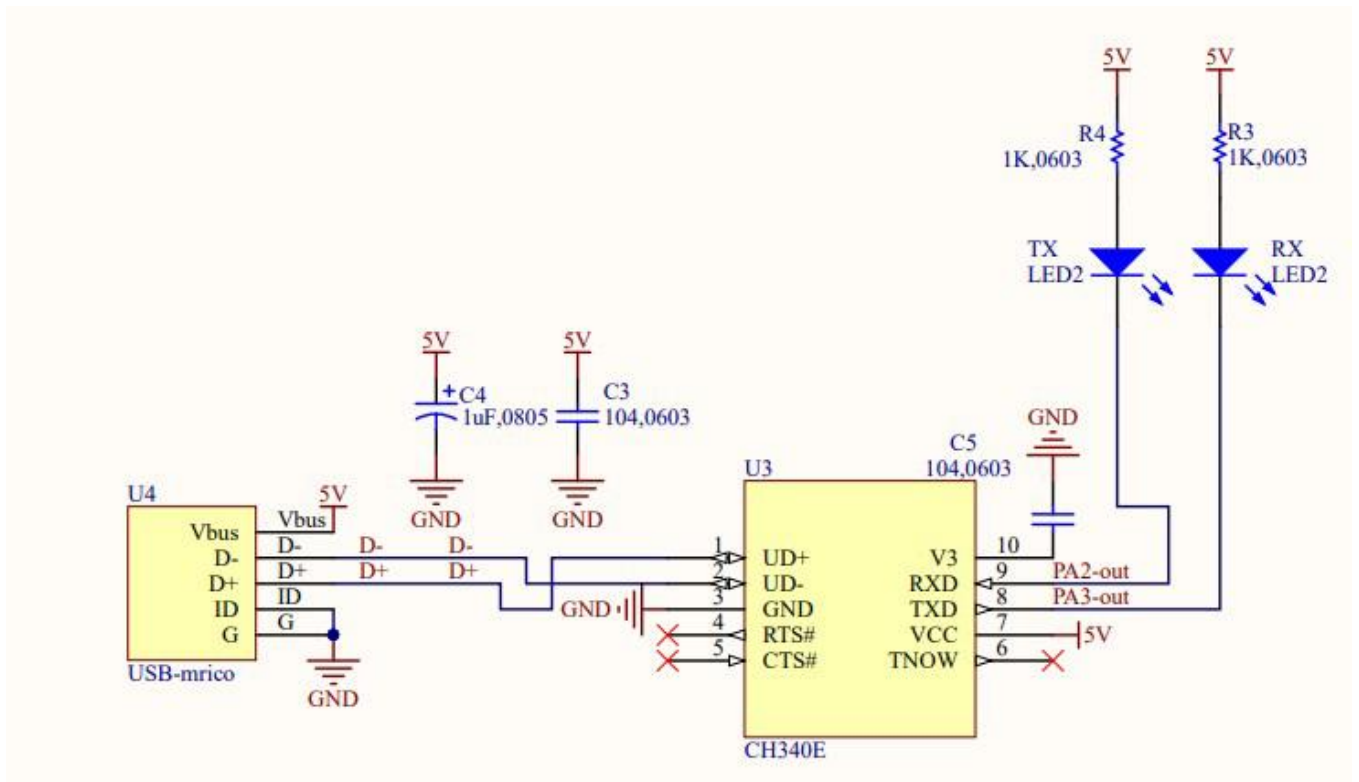 5V
5V
R4
1K,0603
R3
1K,0603
TX
LED2
RX
LED2
5V
5V
+
C4
1uF,0805
C3
104,0603
GND
GND
GND
C5
104,0603
U4
5V
Vbus
Vbus
D-
D-
D-
D-
D+
D+
D+
D+
ID
ID
G
G
GND
USB-mrico
U3
1
UD+
2
UD-
GND
3
GND
4
RTS#
5
CTS#
V3
10
RXD
9
PA2-out
TXD
8
PA3-out
VCC
7
5V
TNOW
6
CH340E